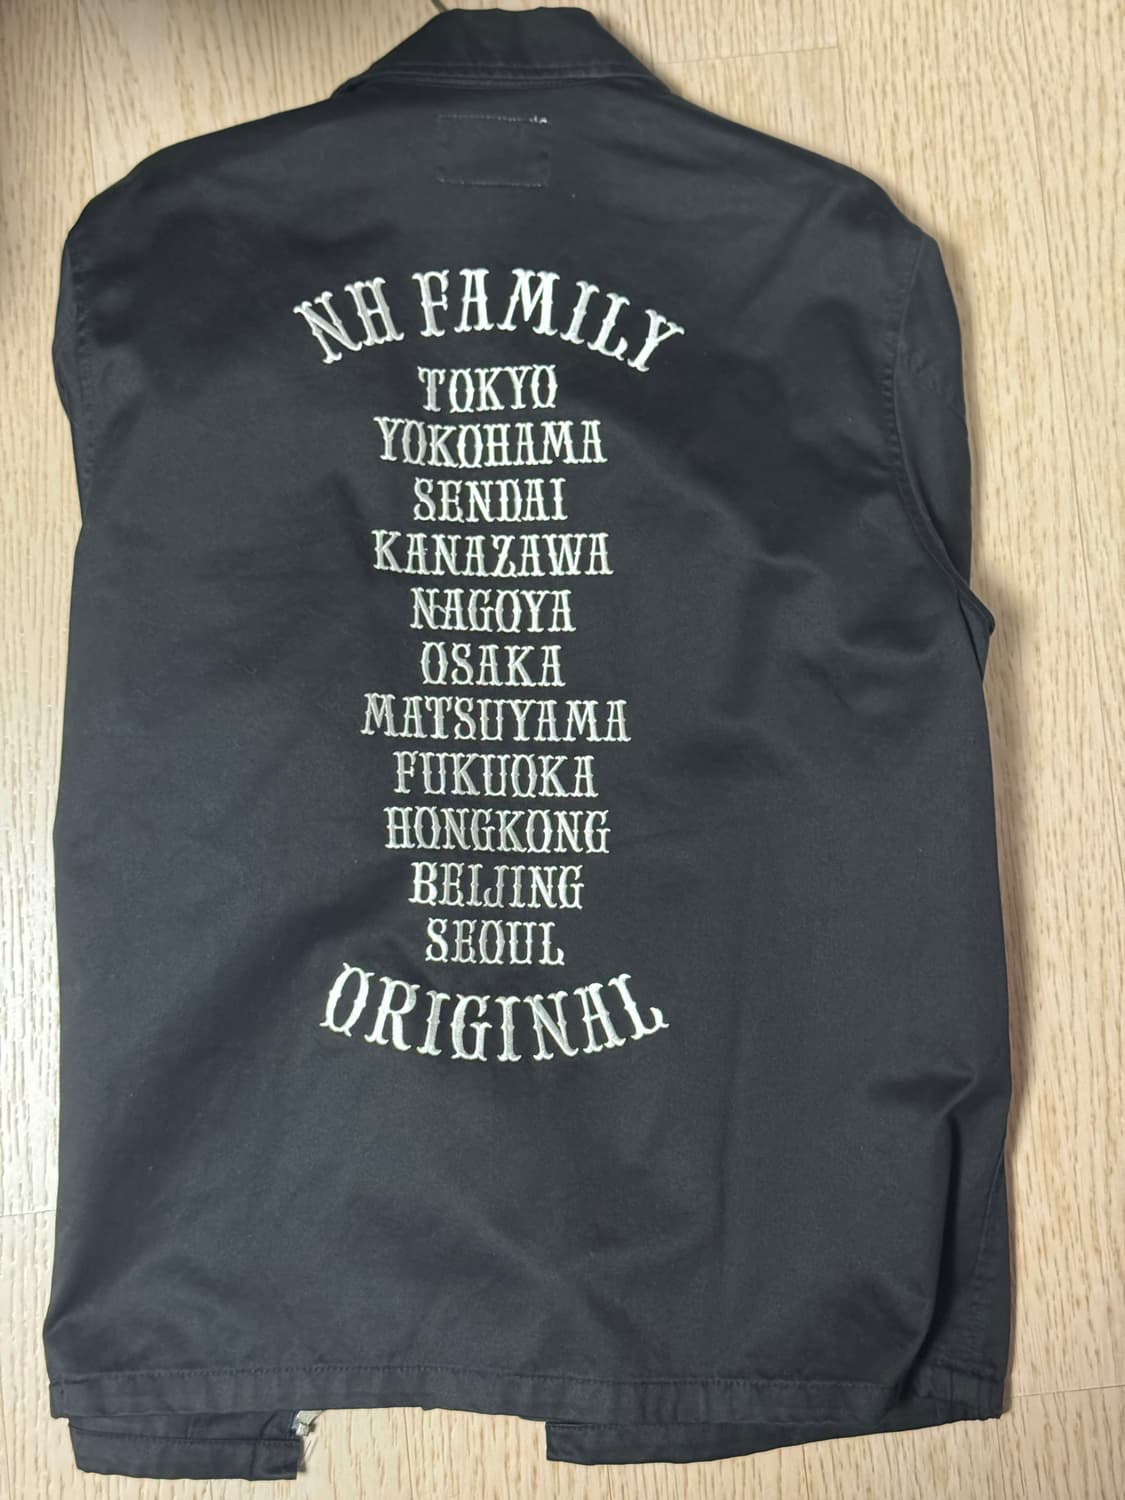 NH FAMILY
TOKYO
YOKOHAMA
SENDAI
KANAZAWA
NAGOYA
OSAKA
MATSUYAMA
FUKUOKA
HONGKONG
BEIJING
SEOUL
ORIGINAL